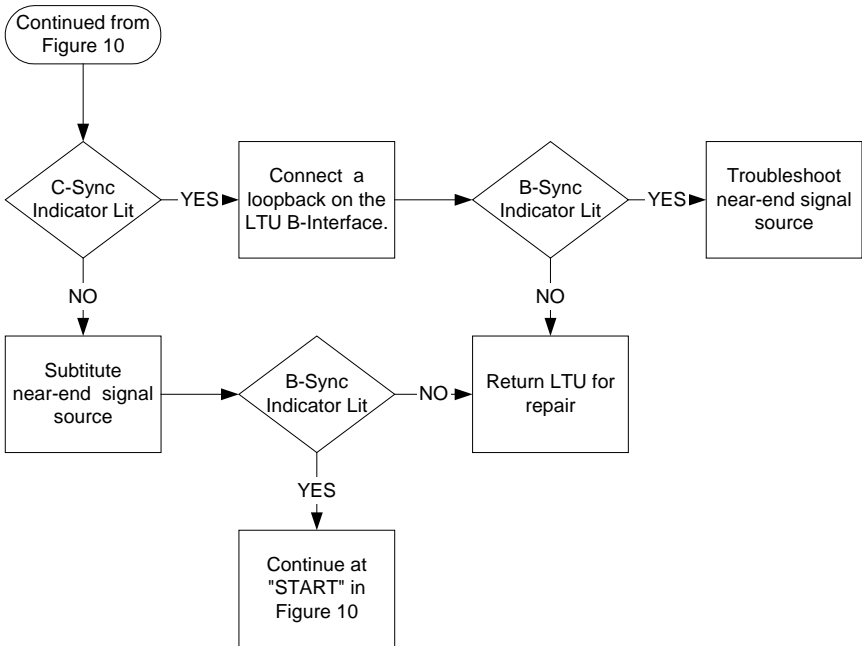 Continued from
Figure 10
C-Sync
Indicator Lit
YES
Connect a
loopback on the
LTU B-Interface.
B-Sync
Indicator Lit
YES
Troubleshoot
near-end signal
source
NO
NO
Subtitute
near-end signal
source
B-Sync
Indicator Lit
NO
Return LTU for
repair
YES
Continue at
"START" in
Figure 10